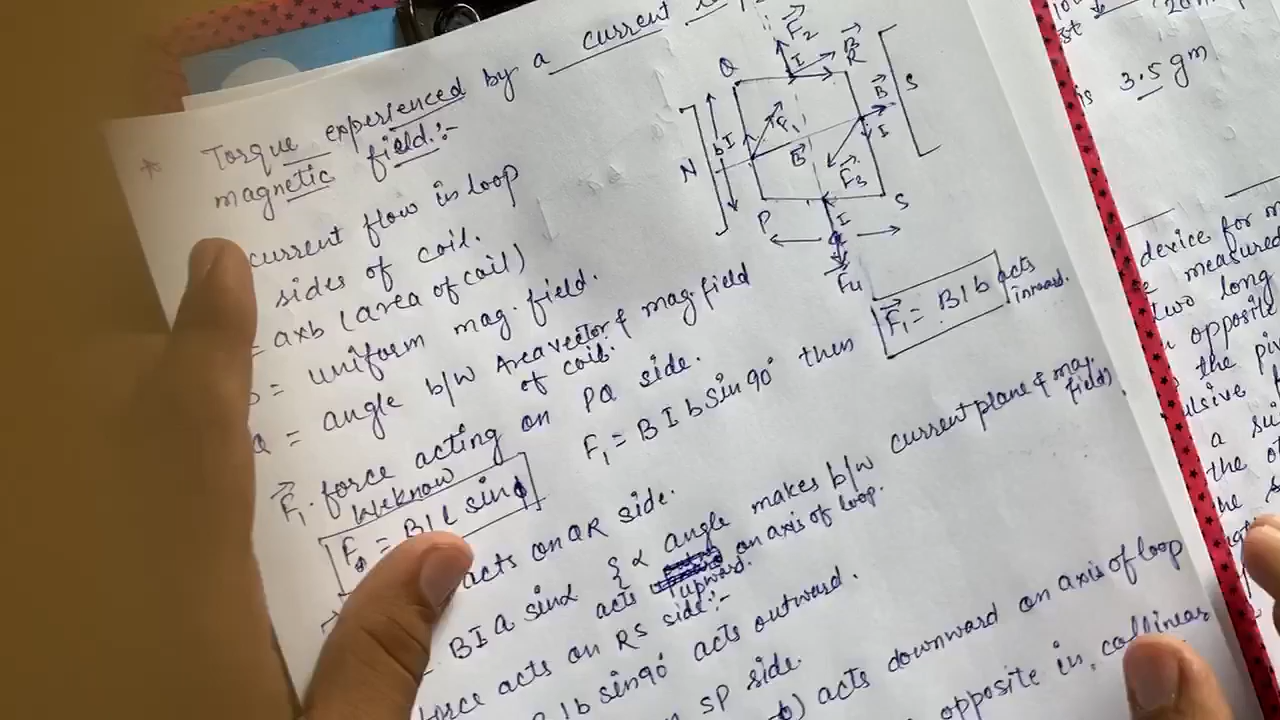 * Torque experienced by a current
magnetic field:-
current flow in loop
sides of coil.
= axb (area of coil)
= uniform mag. field.
= angle b/w Area vector & mag. field
of coil.
F₁. force acting on PQ side.
We know
F = BIl sinϕ
F₁ = B I b sin90° then
F₁ = BIb acts
inward.
acts on QR side.
BI a sinα { α angle makes b/w current plane & mag.
field)
acts upward. on axis of loop.
force acts on RS side:-
Ib sin90° acts outward.
SP side.
acts downward on axis of loop
opposite in, collinear
Q
F₂
I
B
R
N
bI
F₁
B
B
I
S
F₃
P
S
I
F₄
is 3.5 gm
device for
measured
two long
opposite
the
a
the